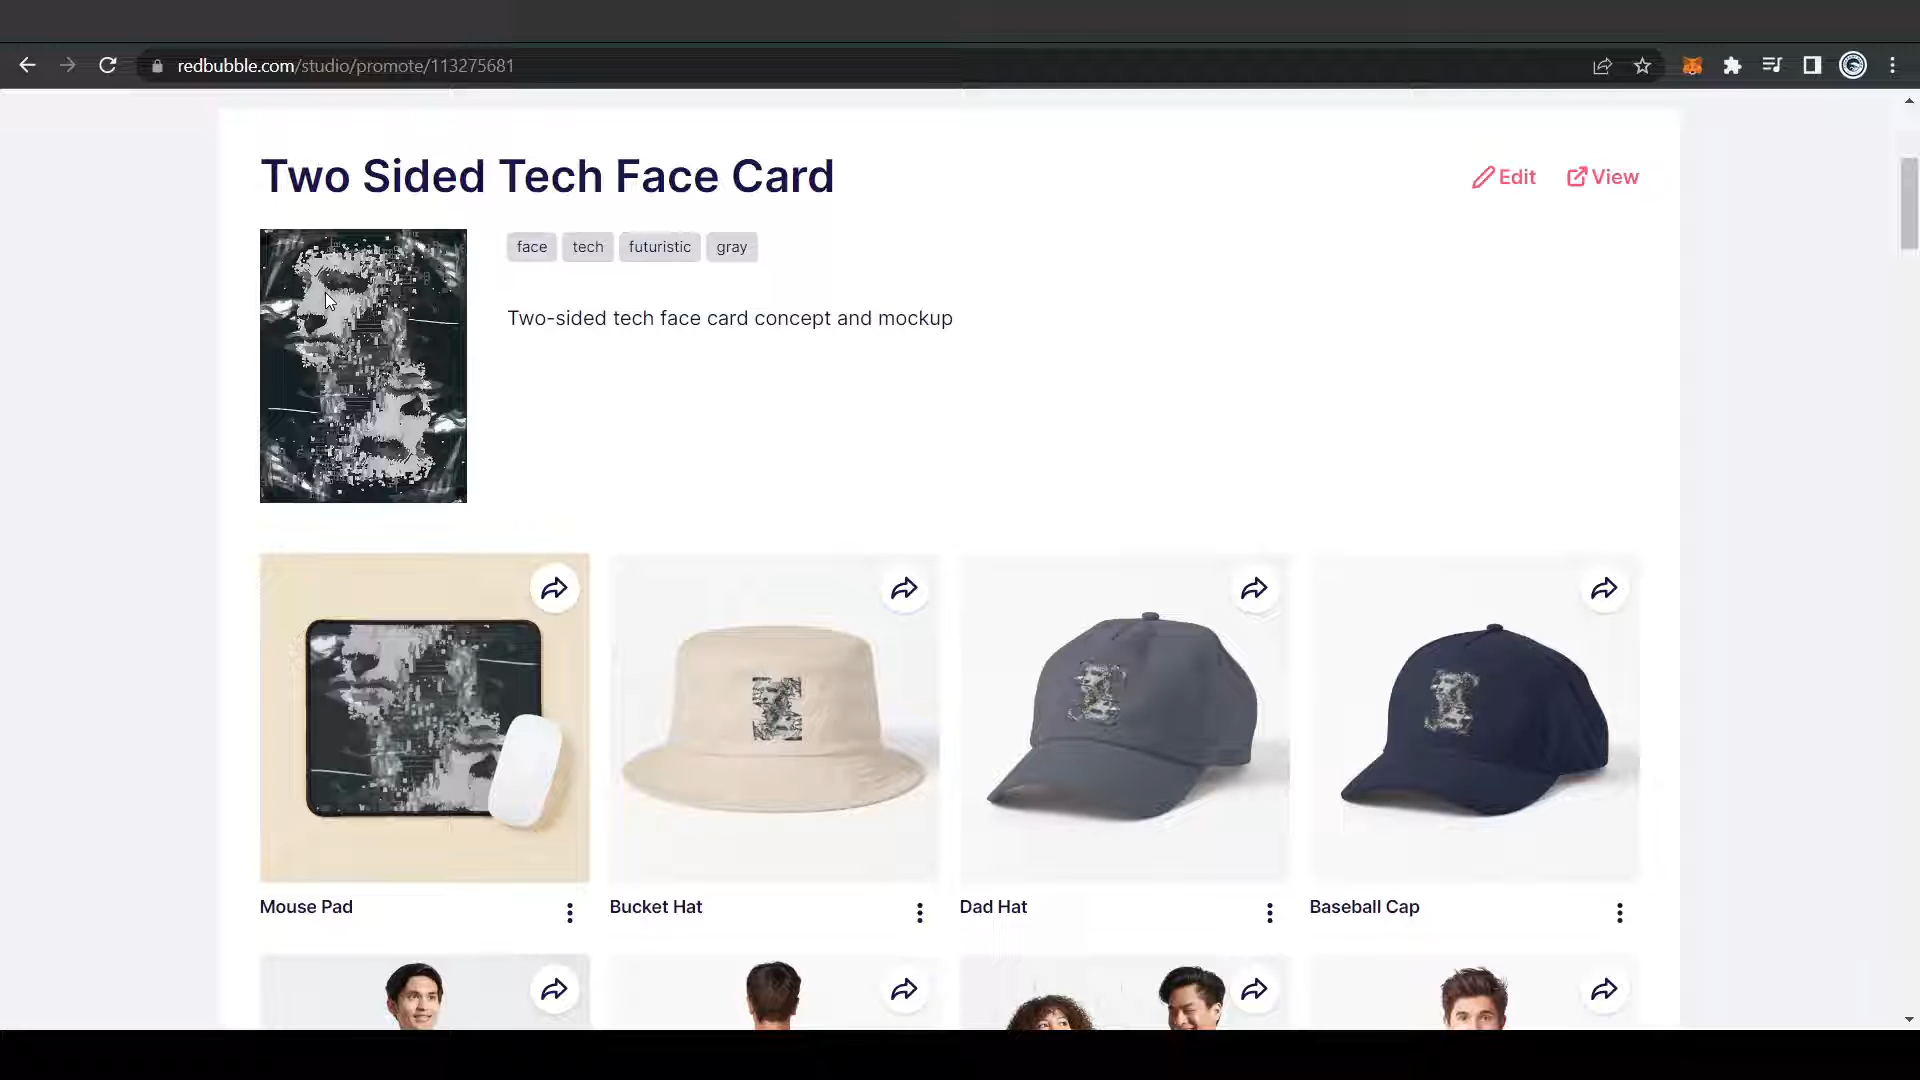 redbubble.com/studio/promote/113275681
Two Sided Tech Face Card
Edit
View
face
tech
futuristic
gray
Two-sided tech face card concept and mockup
Mouse Pad
Bucket Hat
Dad Hat
Baseball Cap